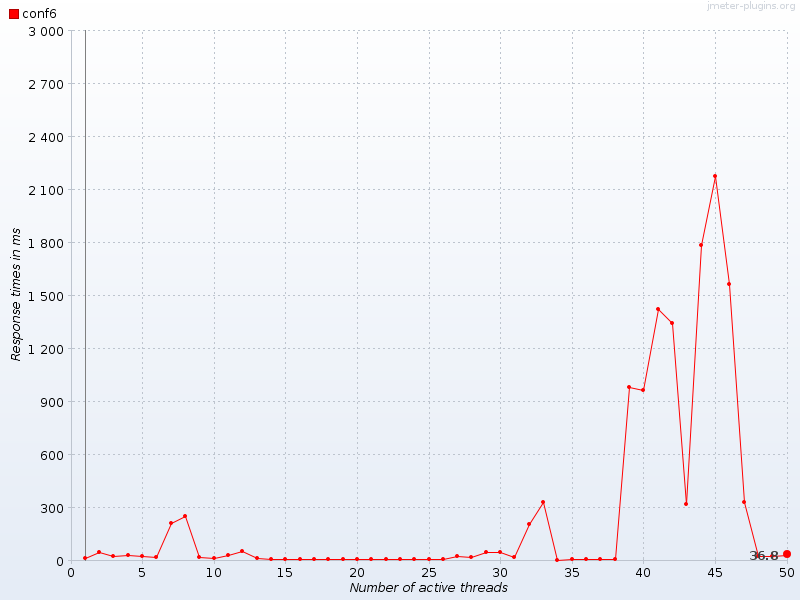 jmeter-plugins.org
conf6
3 000
2 700
2 400
2 100
1 800
1 500
1 200
900
600
300
0
Response times in ms
36.8
0 5 10 15 20 25 30 35 40 45 50
Number of active threads